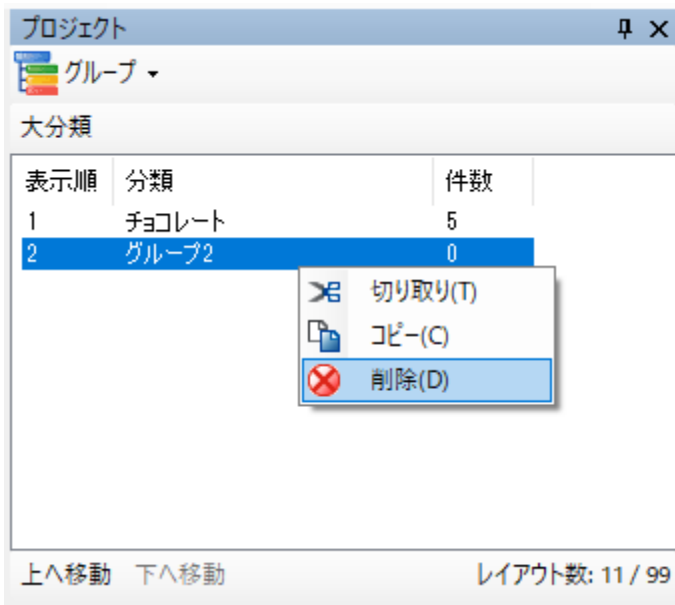 プロジェクト
グループ
大分類
表示順 分類 件数
1 チョコレート 5
2 グループ2 0
切り取り(T)
コピー(C)
削除(D)
上へ移動 下へ移動 レイアウト数: 11 / 99